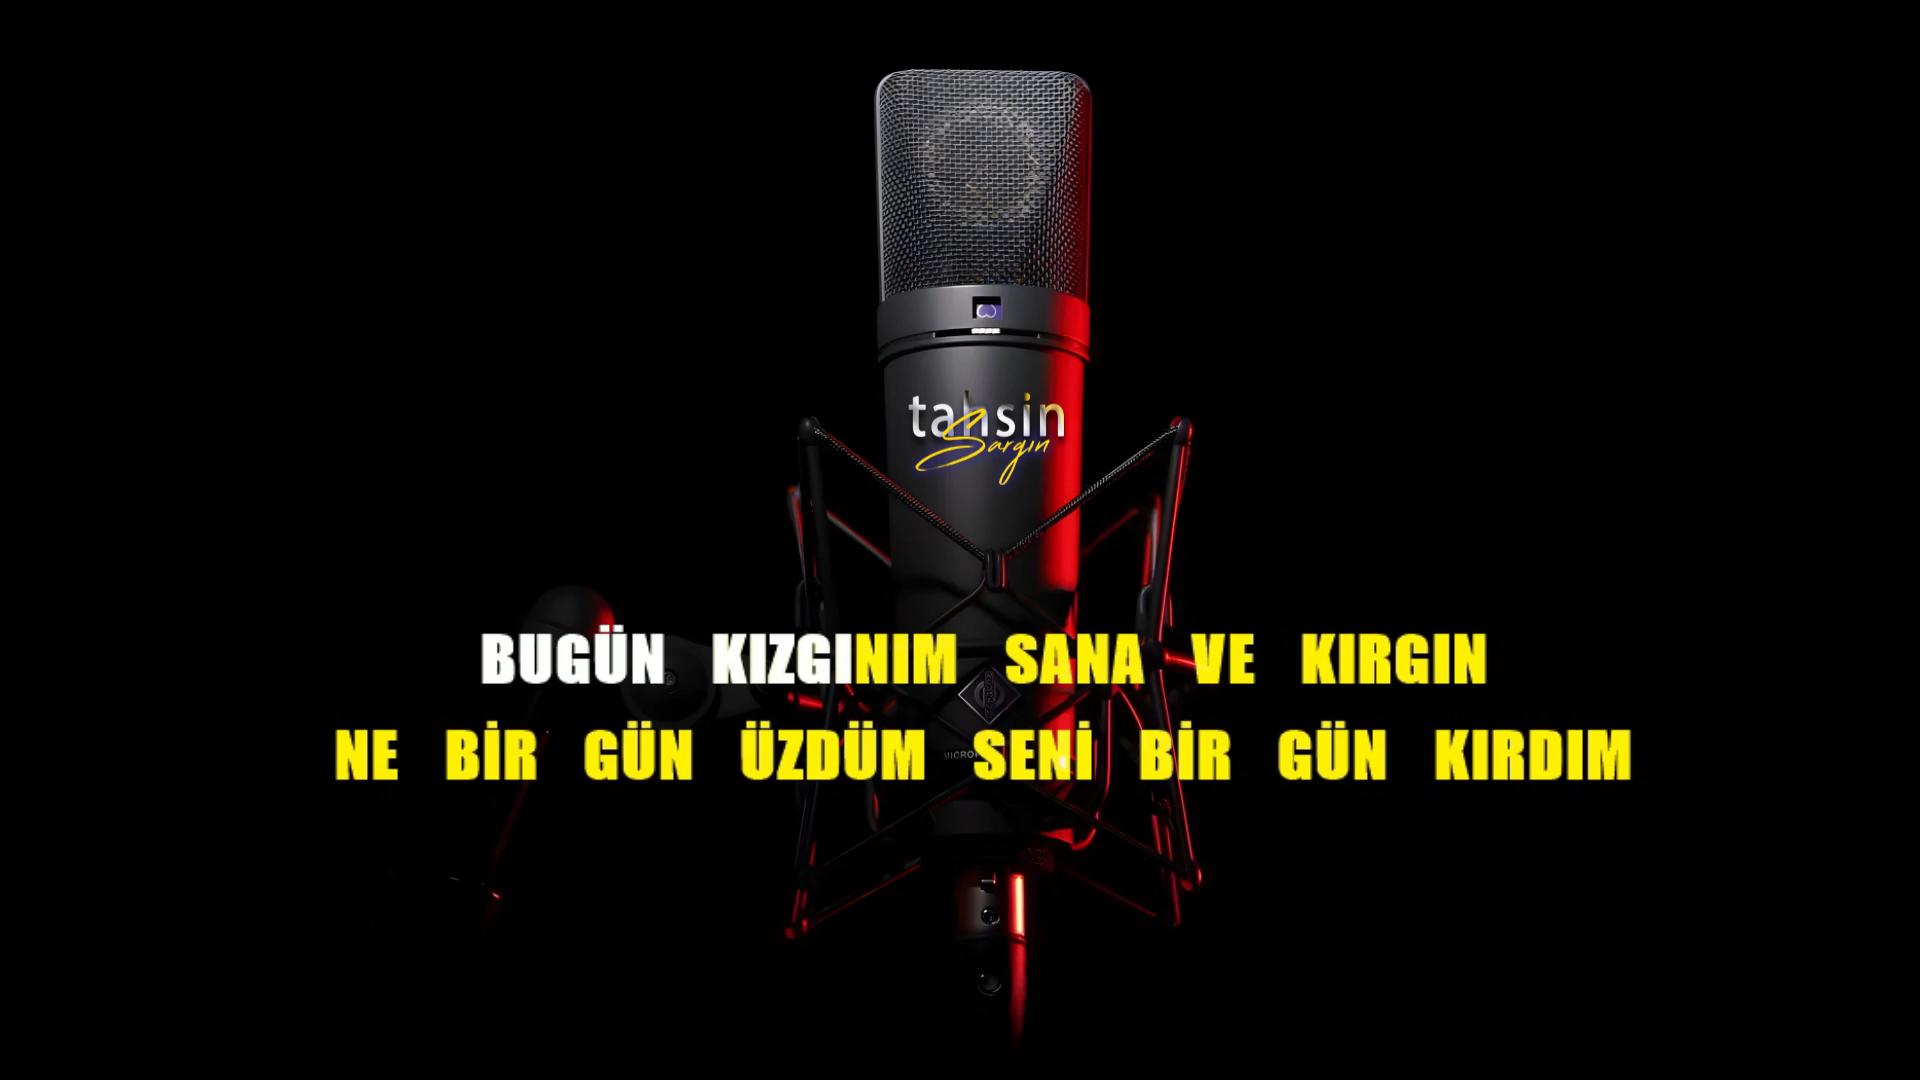 tahsin
Sargın
BUGÜN KIZGINIM SANA VE KIRGIN
NE BİR GÜN ÜZDÜM SENİ BİR GÜN KIRDIM